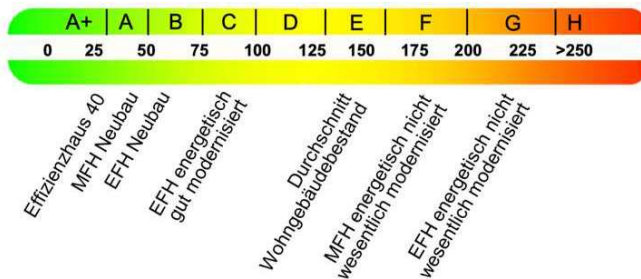 A+ A B C D E F G H
0 25 50 75 100 125 150 175 200 225 >250
Effizienzhaus 40
MFH Neubau
EFH Neubau
EFH energetisch
gut modernisiert
Durchschnitt
Wohngebäudebestand
MFH energetisch nicht
wesentlich modernisiert
EFH energetisch nicht
wesentlich modernisiert